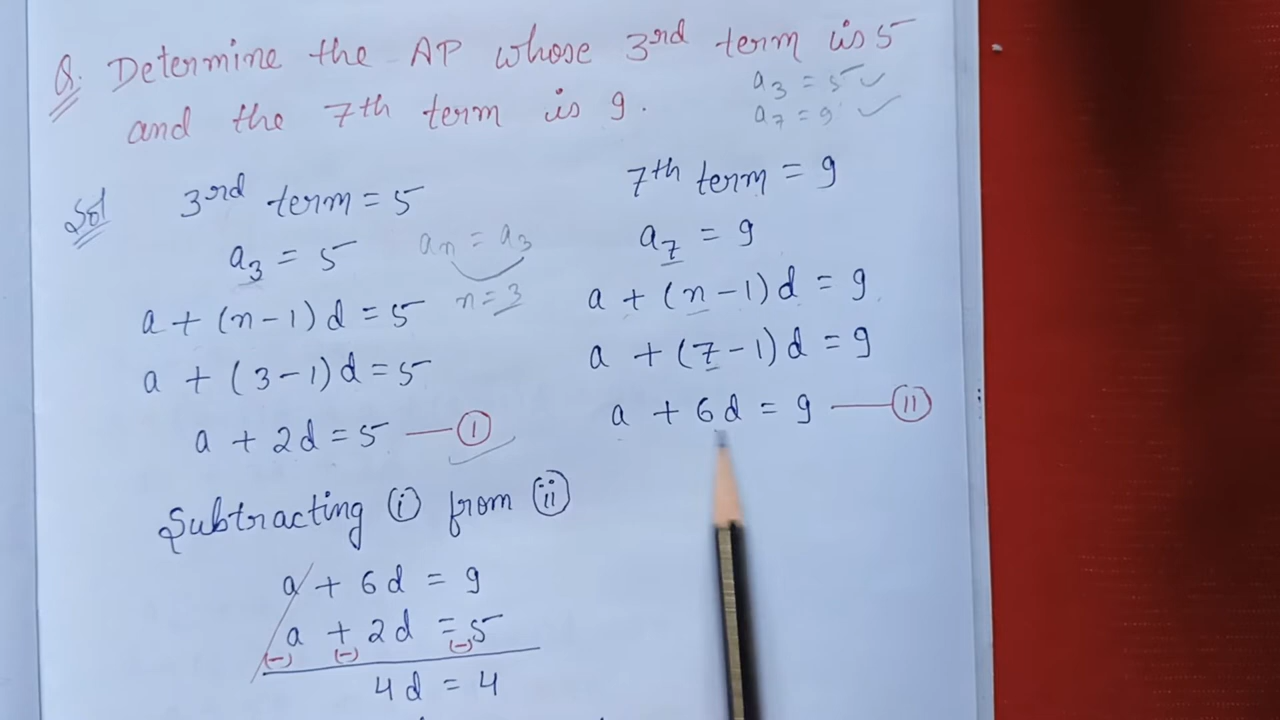 Q. Determine the AP whose 3rd term is 5
and the 7th term is 9.
a₃ = 5 ✓
a₇ = 9 ✓
Sol
3rd term = 5
a₃ = 5
aₙ = a₃
n = 3
a + (n-1) d = 5
a + (3-1) d = 5
a + 2d = 5 — (i)
7th term = 9
a₇ = 9
a + (n-1) d = 9
a + (7-1) d = 9
a + 6d = 9 — (ii)
Subtracting (i) from (ii)
a + 6d = 9
a + 2d = 5
(-) (-) (-)
4d = 4